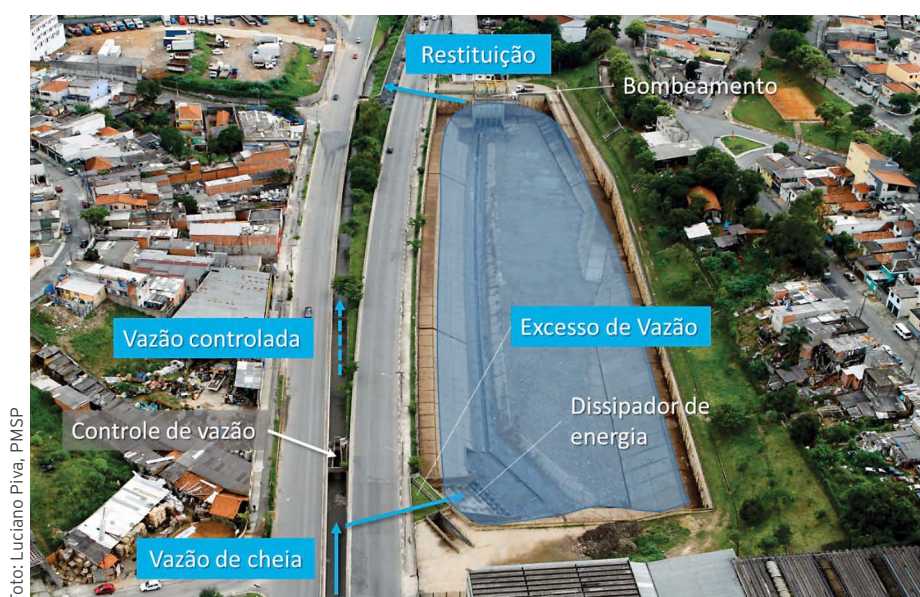 Restituição
Bombeamento
Vazão controlada
Excesso de Vazão
Controle de vazão
Dissipador de
energia
Vazão de cheia
Foto: Luciano Piva, PMSP